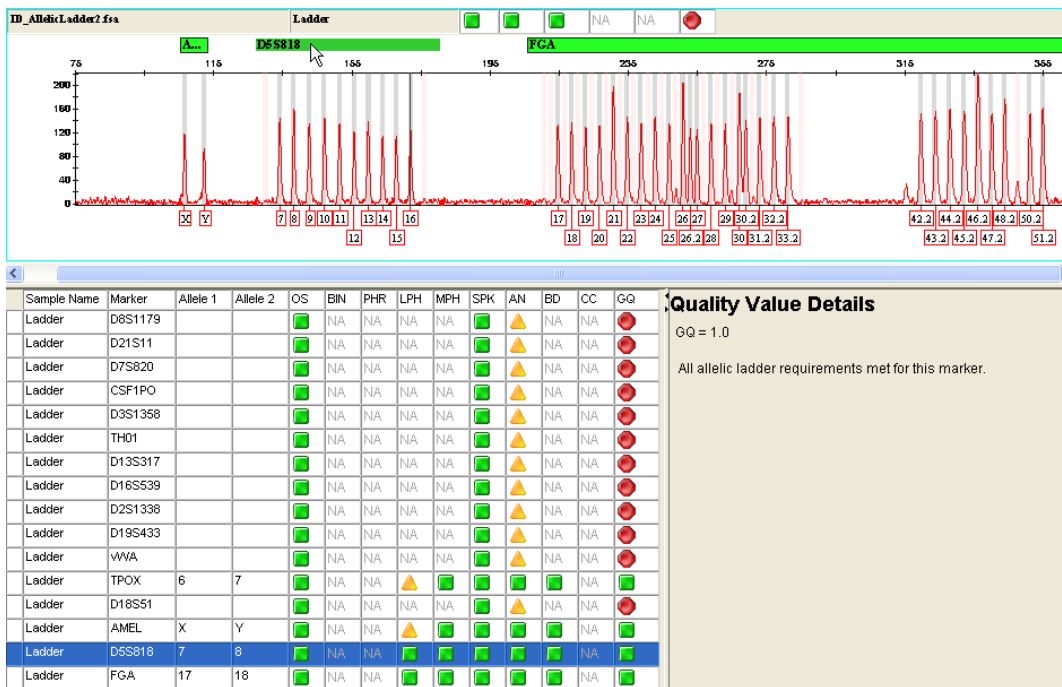 ID_AllelicLadder2.fsa Ladder NA NA
A... D5S818 FGA
75 115 155 195 235 275 315 355
200
160
120
80
40
0
X Y 7 8 9 10 11 13 14 16 17 19 21 23 24 26 27 29 30.2 32.2 42.2 44.2 46.2 48.2 50.2
12 15 18 20 22 25 26.2 28 30 31.2 33.2 43.2 45.2 47.2 51.2
Sample Name Marker Allele 1 Allele 2 OS BIN PHR LPH MPH SPK AN BD CC GQ
Ladder D8S1179 NA NA NA NA NA NA
Ladder D21S11 NA NA NA NA NA NA
Ladder D7S820 NA NA NA NA NA NA
Ladder CSF1PO NA NA NA NA NA NA
Ladder D3S1358 NA NA NA NA NA NA
Ladder TH01 NA NA NA NA NA NA
Ladder D13S317 NA NA NA NA NA NA
Ladder D16S539 NA NA NA NA NA NA
Ladder D2S1338 NA NA NA NA NA NA
Ladder D19S433 NA NA NA NA NA NA
Ladder vWA NA NA NA NA NA NA
Ladder TPOX 6 7 NA NA NA
Ladder D18S51 NA NA NA NA NA NA
Ladder AMEL X Y NA NA NA
Ladder D5S818 7 8 NA NA NA
Ladder FGA 17 18 NA NA NA
Quality Value Details
GQ = 1.0
All allelic ladder requirements met for this marker.